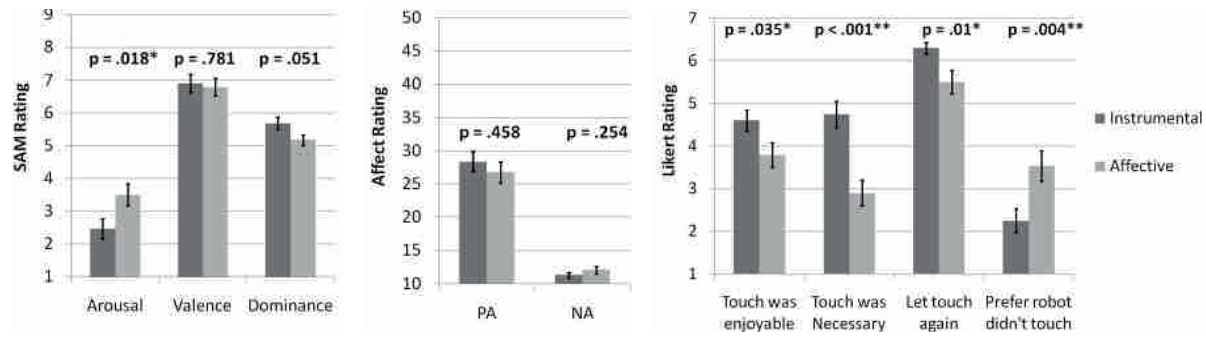 9
8
7
6
5
4
3
2
1
SAM Rating
p = .018* p = .781 p = .051
Arousal Valence Dominance
50
45
40
35
30
25
20
15
10
Affect Rating
p = .458 p = .254
PA NA
7
6
5
4
3
2
1
Likert Rating
p = .035* p < .001** p = .01* p = .004**
Touch was enjoyable
Touch was Necessary
Let touch again
Prefer robot didn't touch
Instrumental
Affective